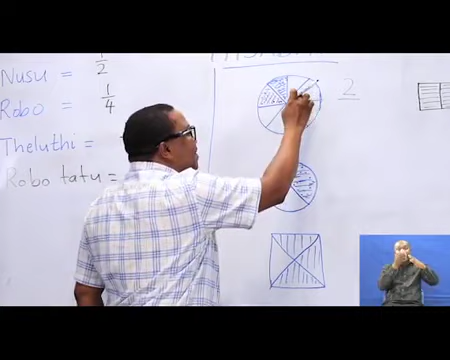 Nusu = 1/2
Robo = 1/4
Theluthi =
Robo tatu =
2